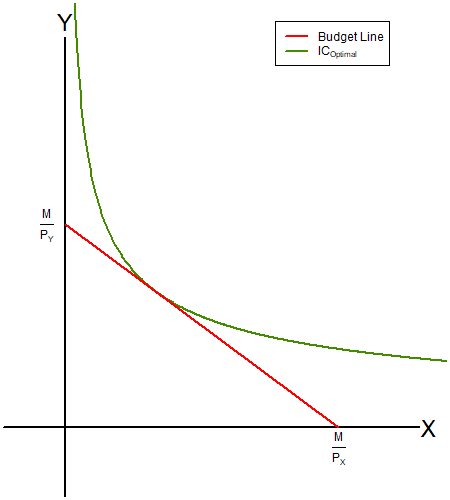 Y
Budget Line
IC_Optimal
M
P_Y
X
M
P_X